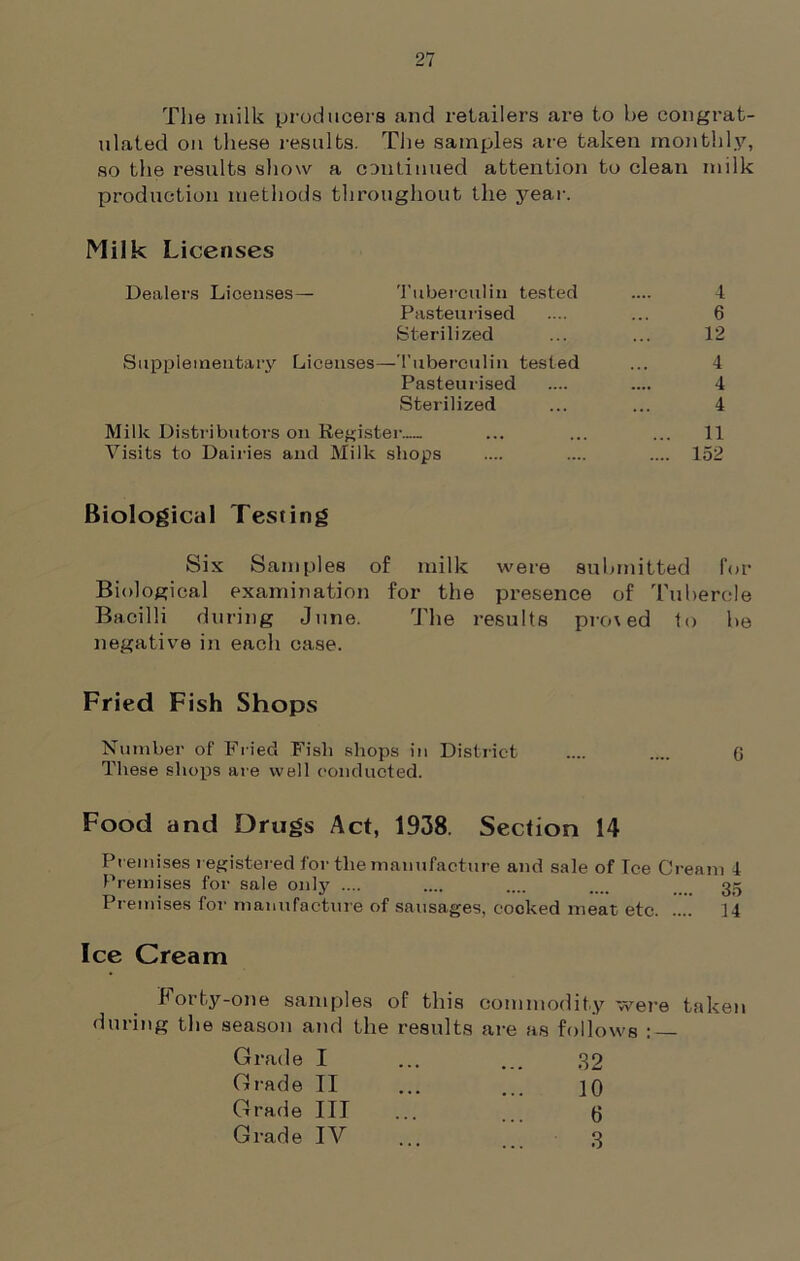 27
The milk producers and retailers are to be congrat-
ulated on these results. The samples are taken monthly,
so the results show a continued attention to clean milk
production methods throughout the year.
Milk Licenses
Dealers Licenses— Tuberculin tested .... 4
Pasteurised .... ... 6
Sterilized ... ... 12
Supplementary Licenses—Tuberculin tested ... 4
Pasteurised .... .... 4
Sterilized ... ... 4
Milk Distributors on Register..... ... ... ... 11
Visits to Dairies and Milk shops .... .... .... 152
Biological Testing
Six Samples of milk were submitted for
Biological examination for the presence of Tubercle
Bacilli during June. The results proved to be
negative in each case.
Fried Fish Shops
Number of Fried Fish shops in District .... .... 6
These shops are well conducted.
Food and Drugs Act, 1938. Section 14
Premises registered for the manufacture and sale of Ice Cream 4
Premises for sale only .... .... .... .... .... 35
Premises for manufacture of sausages, cooked meat etc. .... 14
Ice Cream
Forty-one samples of this commodity were taken
during the season and the results are as follows :—
Grade I ... ... 32
Grade II ... ... 10
Grade III ... ... 6
Grade IV ... ... 3